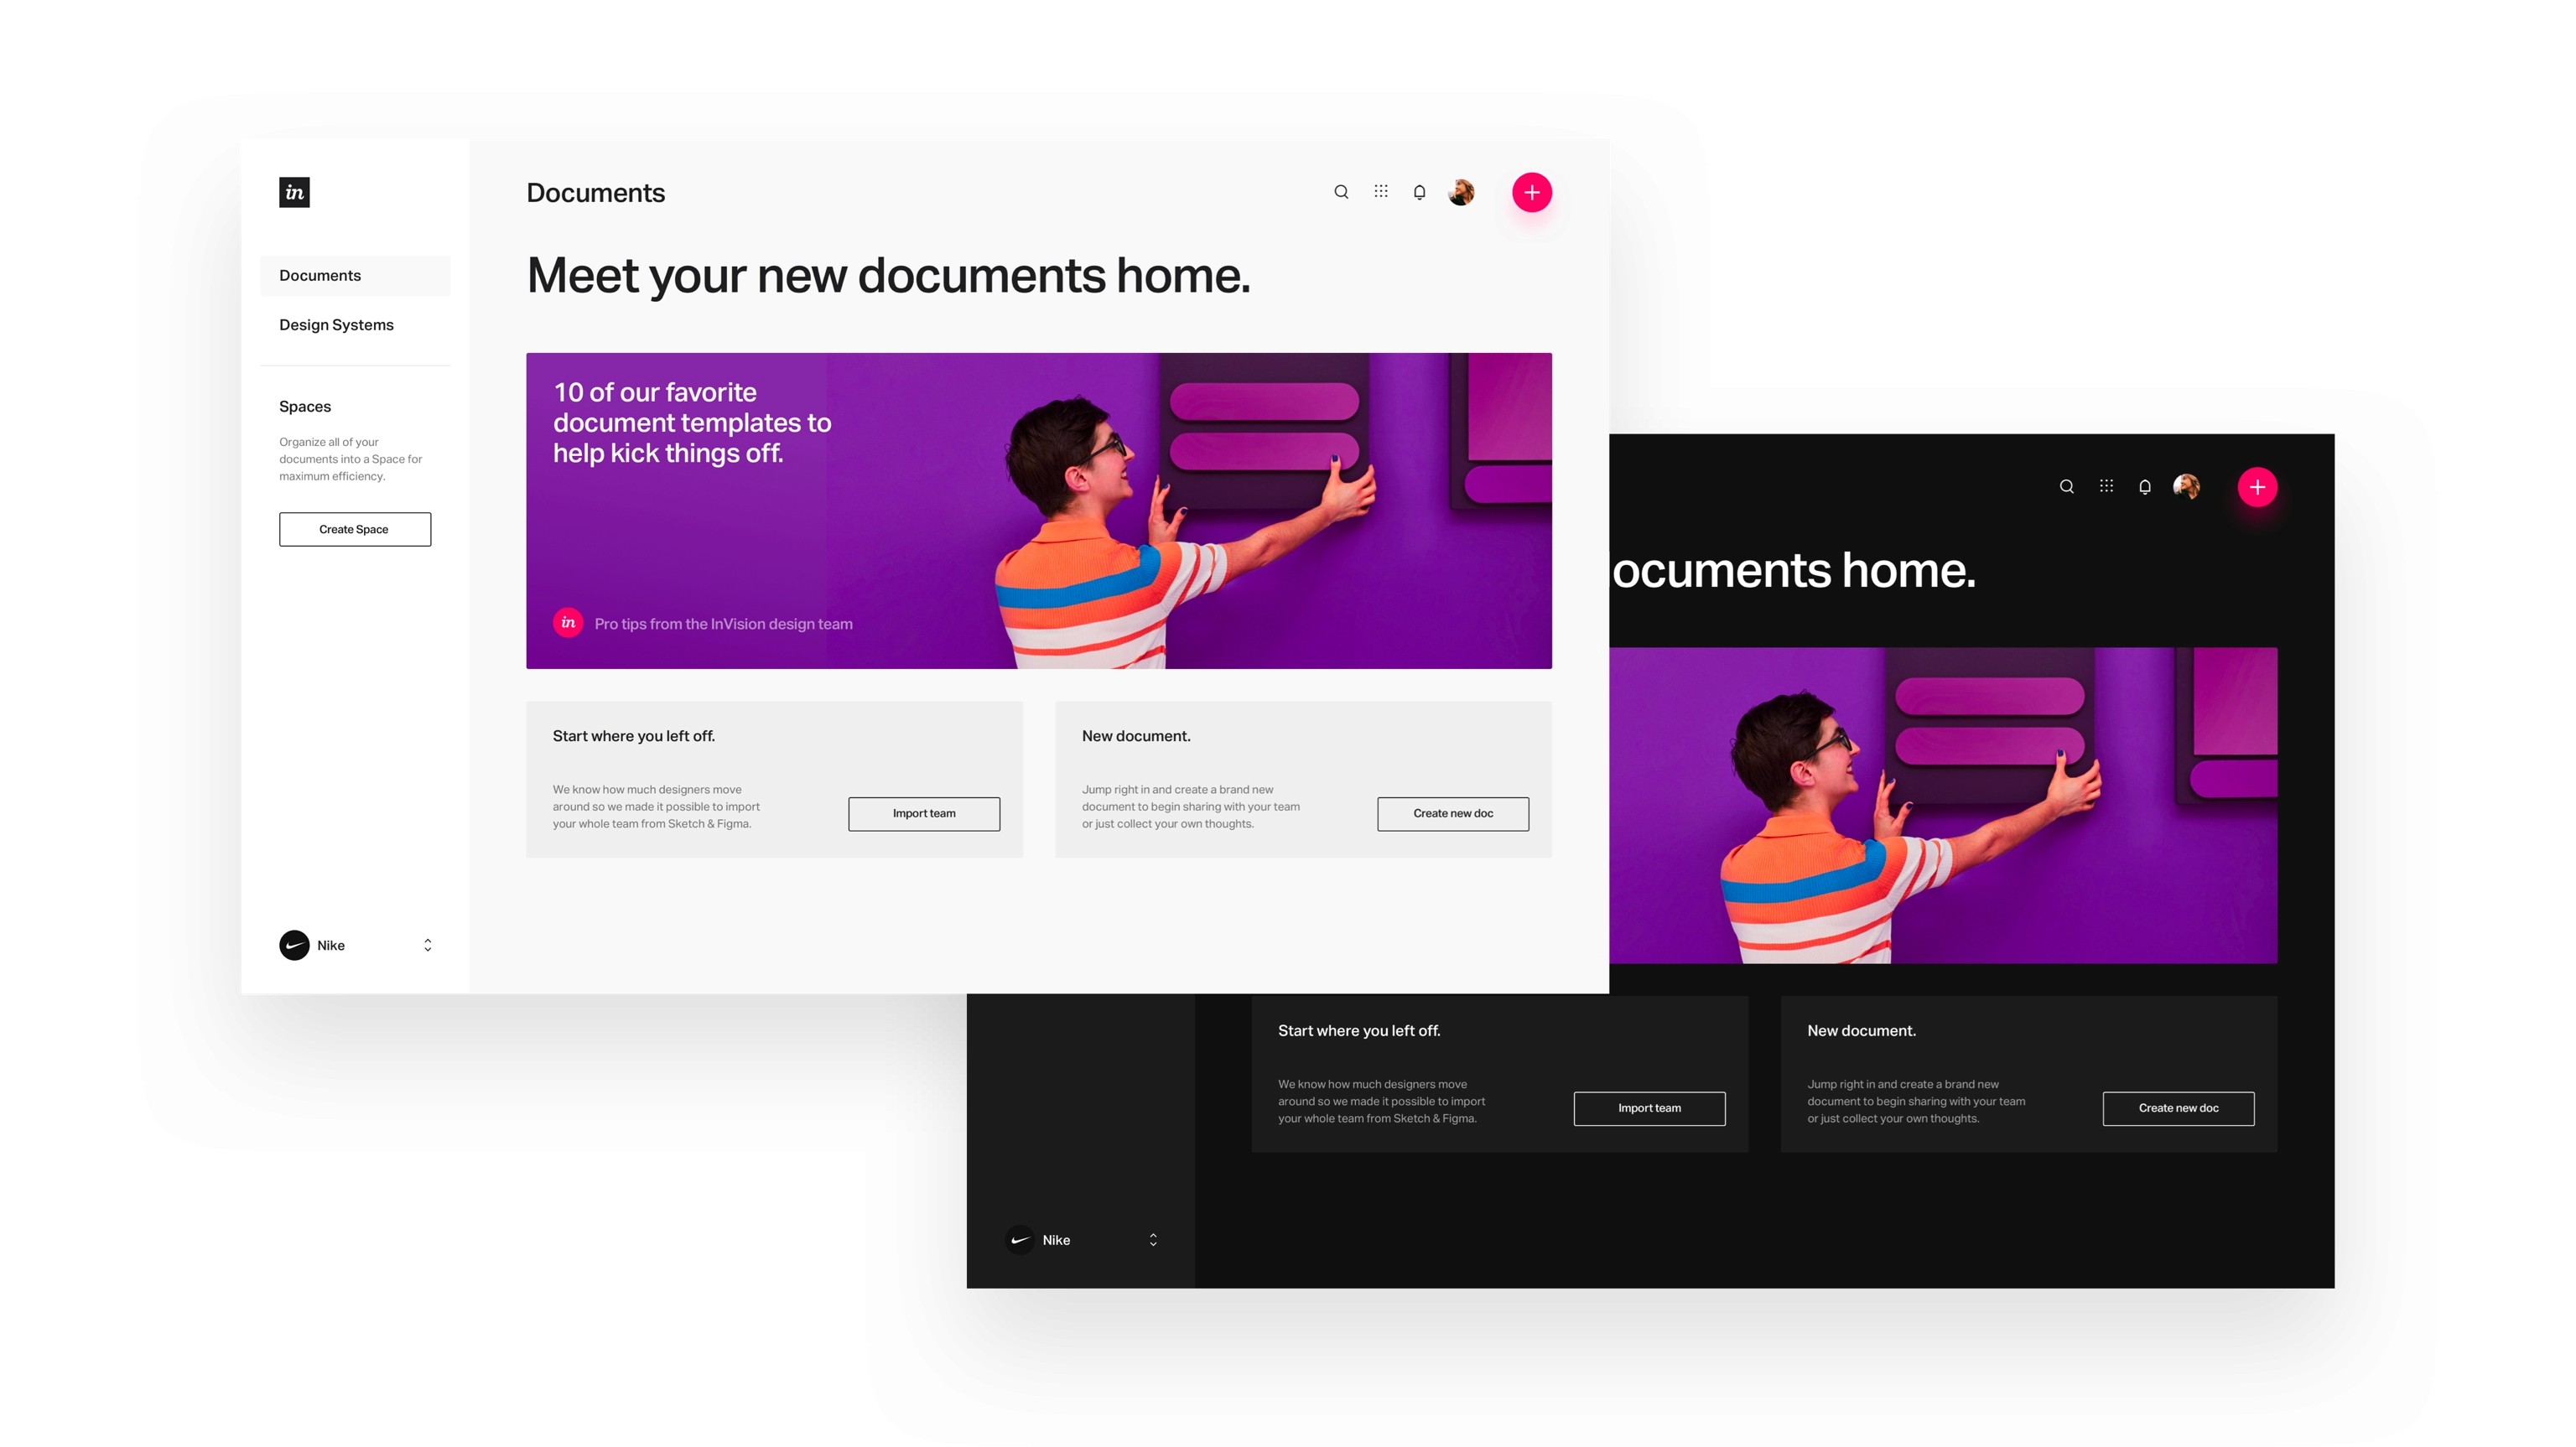 in
Documents
Design Systems
Spaces
Organize all of your
documents into a Space for
maximum efficiency.
Create Space
Nike
Documents
Meet your new documents home.
10 of our favorite
document templates to
help kick things off.
in
Pro tips from the InVision design team
Start where you left off.
We know how much designers move
around so we made it possible to import
your whole team from Sketch & Figma.
Import team
New document.
Jump right in and create a brand new
document to begin sharing with your team
or just collect your own thoughts.
Create new doc
ocuments home.
Start where you left off.
We know how much designers move
around so we made it possible to import
your whole team from Sketch & Figma.
Import team
New document.
Jump right in and create a brand new
document to begin sharing with your team
or just collect your own thoughts.
Create new doc
Nike